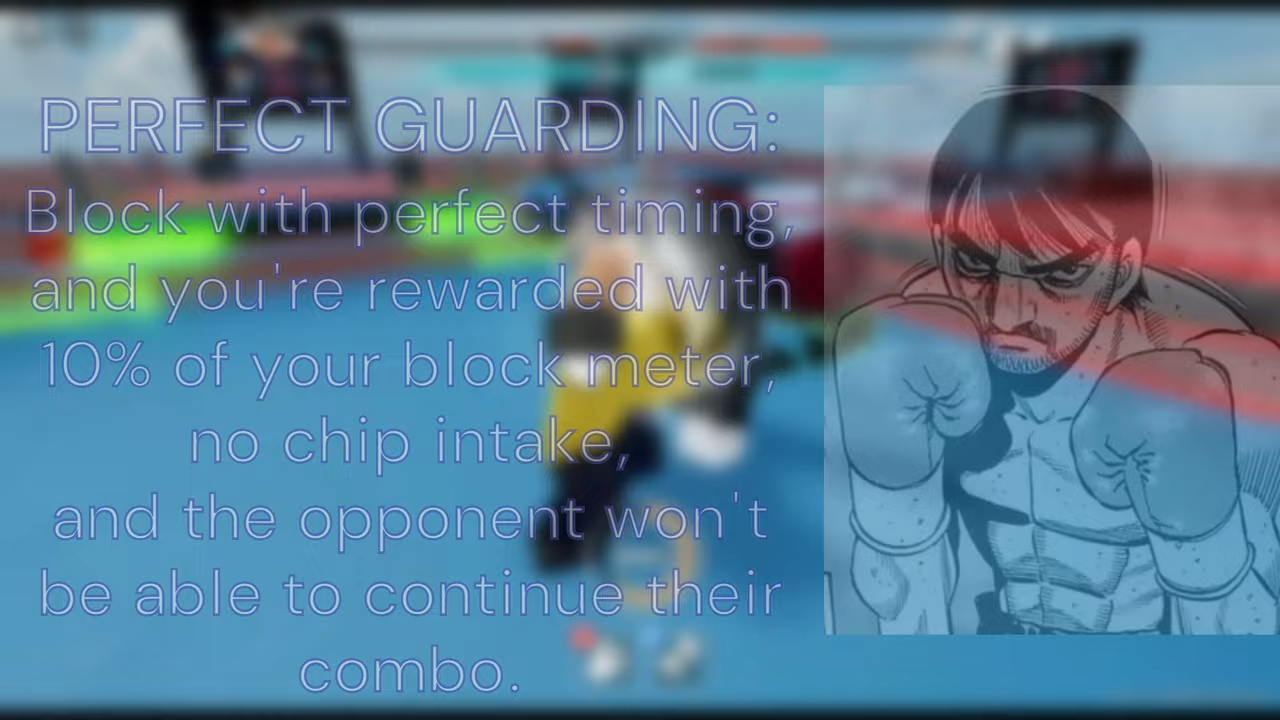 PERFECT GUARDING:
Block with perfect timing,
and you're rewarded with
10% of your block meter,
no chip intake,
and the opponent won't
be able to continue their
combo.